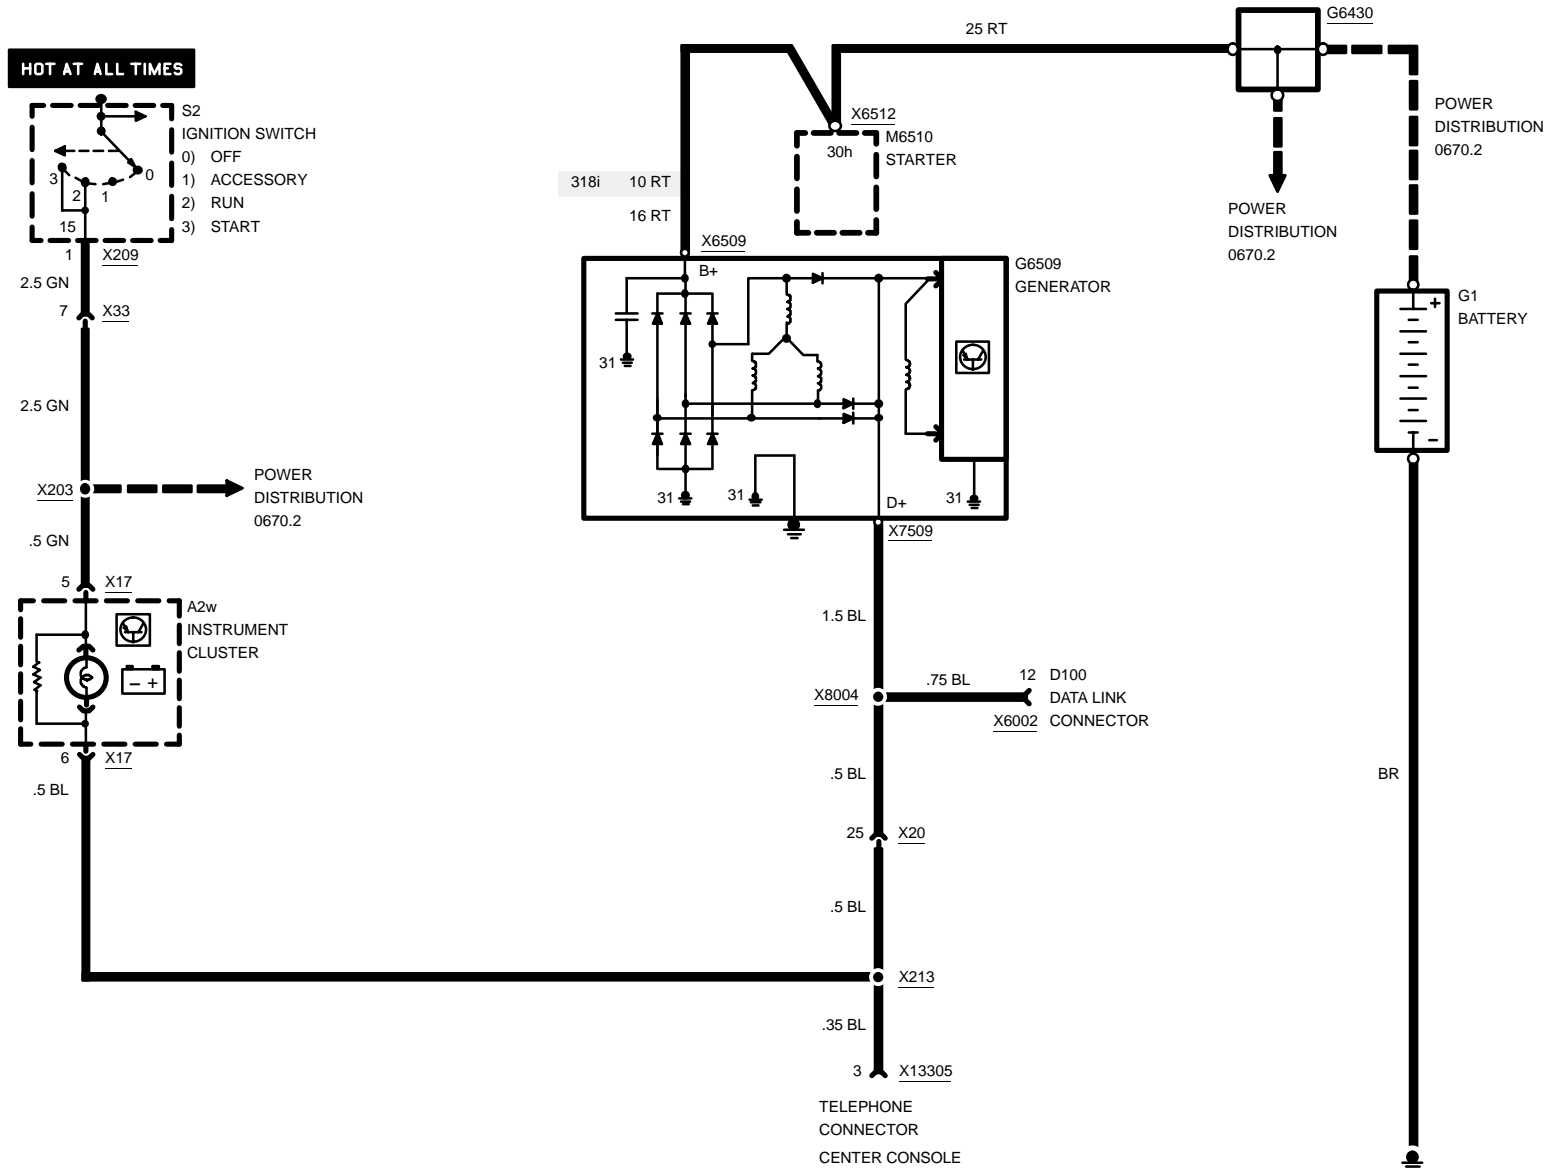 HOT AT ALL TIMES
S2
IGNITION SWITCH
0) OFF
1) ACCESSORY
2) RUN
3) START
3
2
1
0
15
1 X209
2.5 GN
7 X33
2.5 GN
X203
POWER
DISTRIBUTION
0670.2
.5 GN
5 X17
A2w
INSTRUMENT
CLUSTER
– +
6 X17
.5 BL
25 RT
G6430
X6512
M6510
STARTER
30h
318i 10 RT
16 RT
X6509
B+
G6509
GENERATOR
31
31
31
31
D+
X7509
POWER
DISTRIBUTION
0670.2
POWER
DISTRIBUTION
0670.2
G1
BATTERY
+
–
BR
1.5 BL
X8004
.75 BL
12 D100
DATA LINK
X6002 CONNECTOR
.5 BL
25 X20
.5 BL
X213
.35 BL
3 X13305
TELEPHONE
CONNECTOR
CENTER CONSOLE